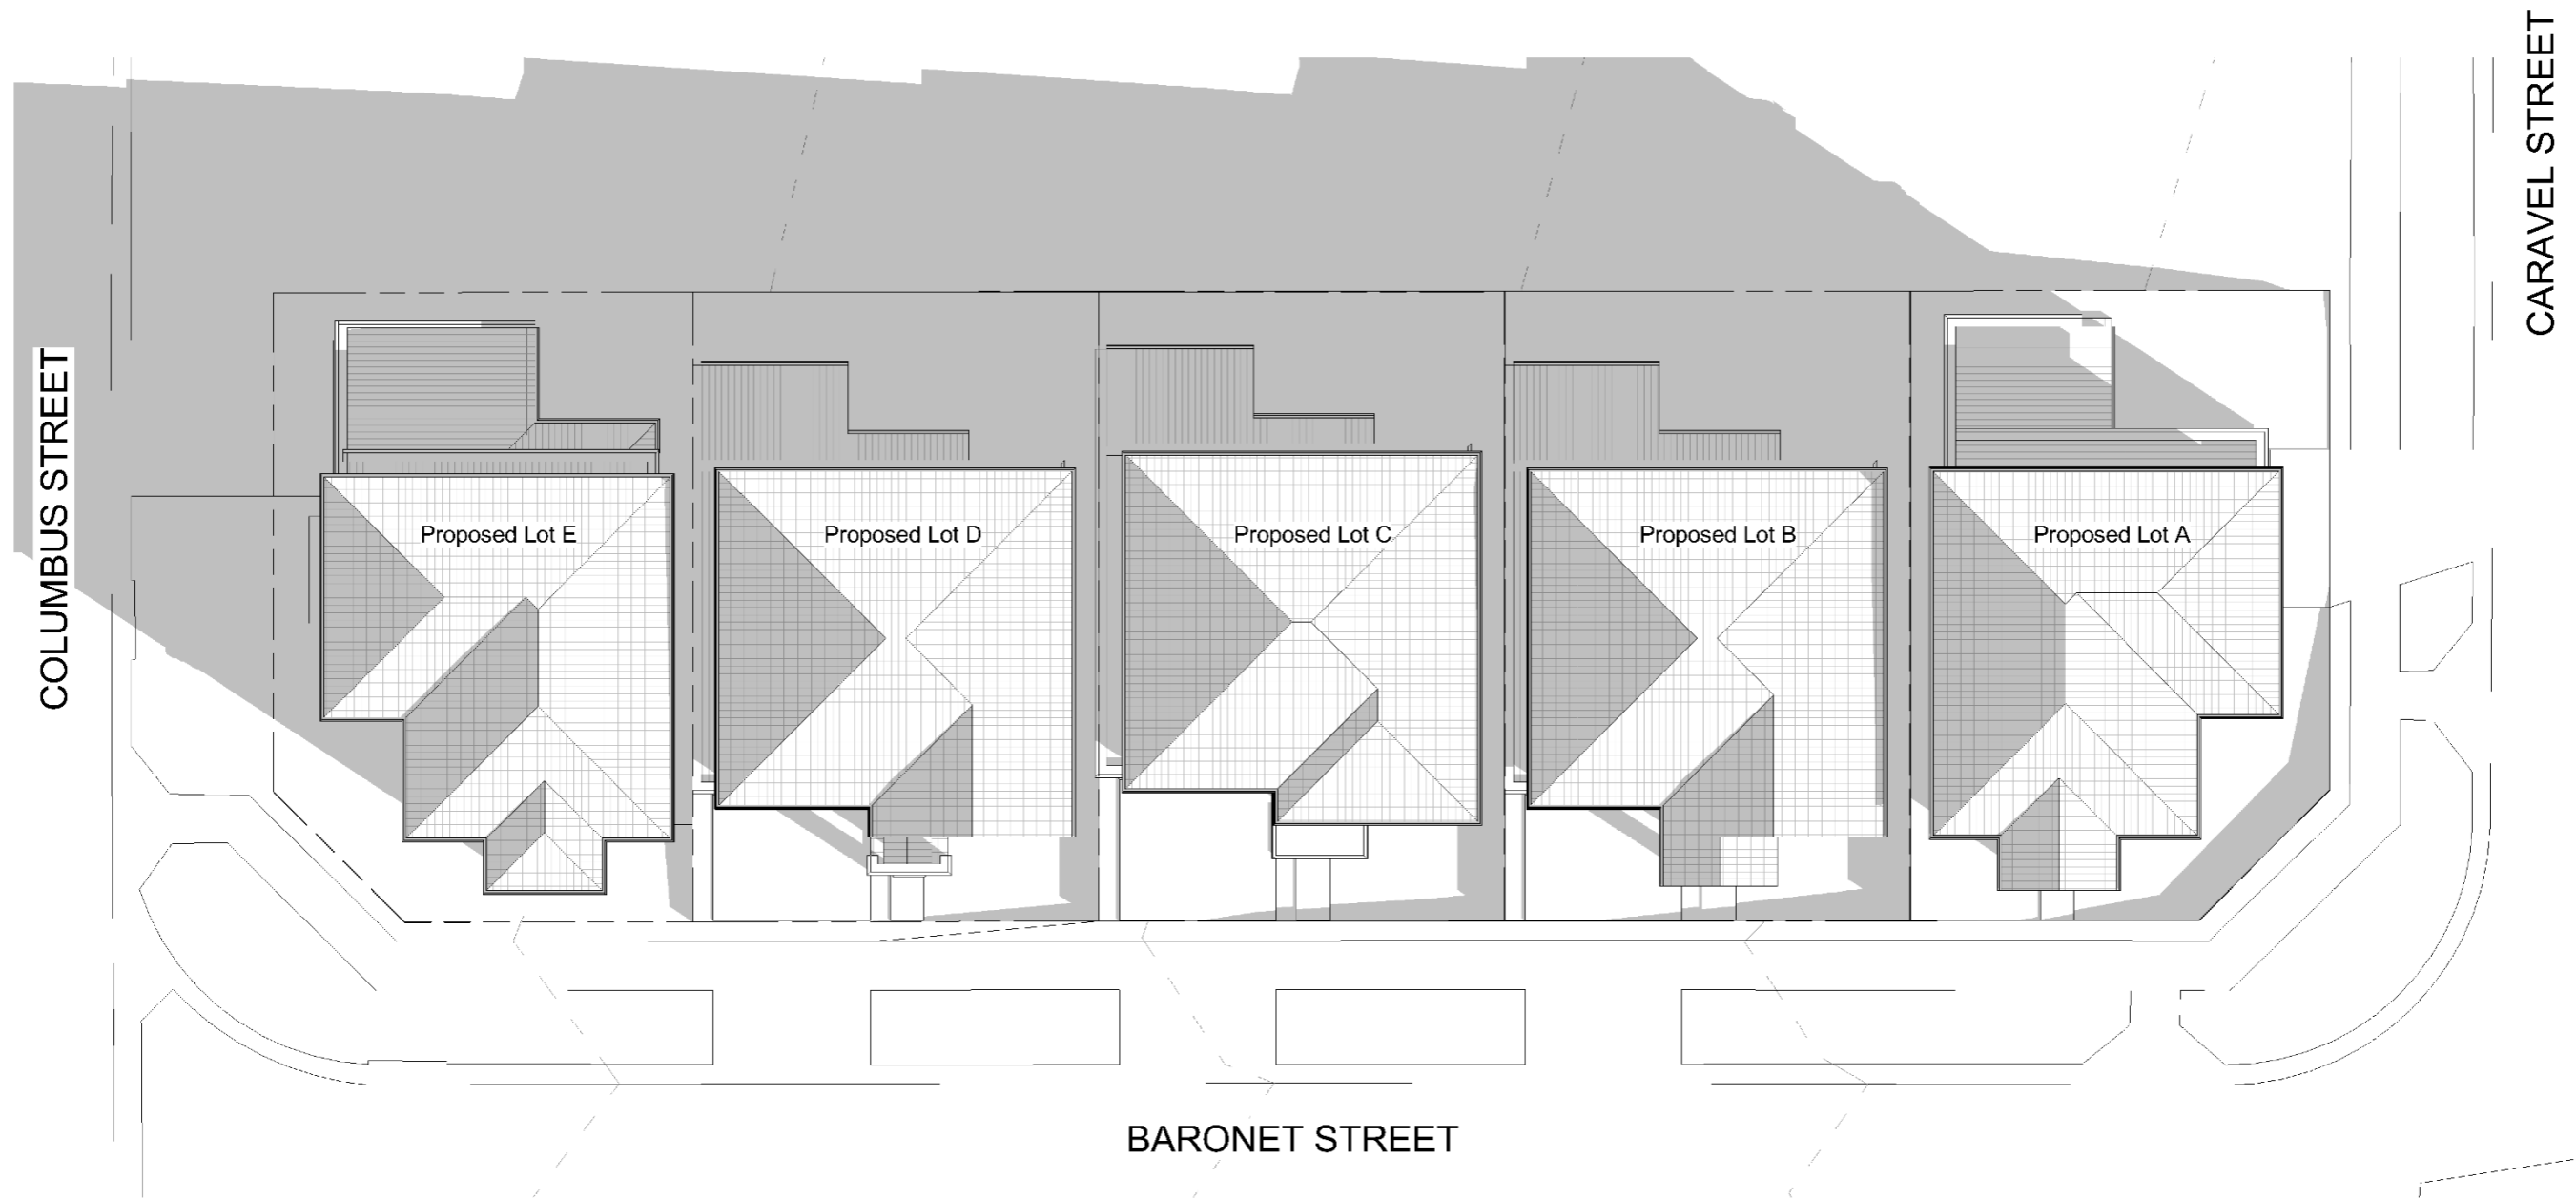 CARAVEL STREET
COLUMBUS STREET
Proposed Lot E
Proposed Lot D
Proposed Lot C
Proposed Lot B
Proposed Lot A
BARONET STREET